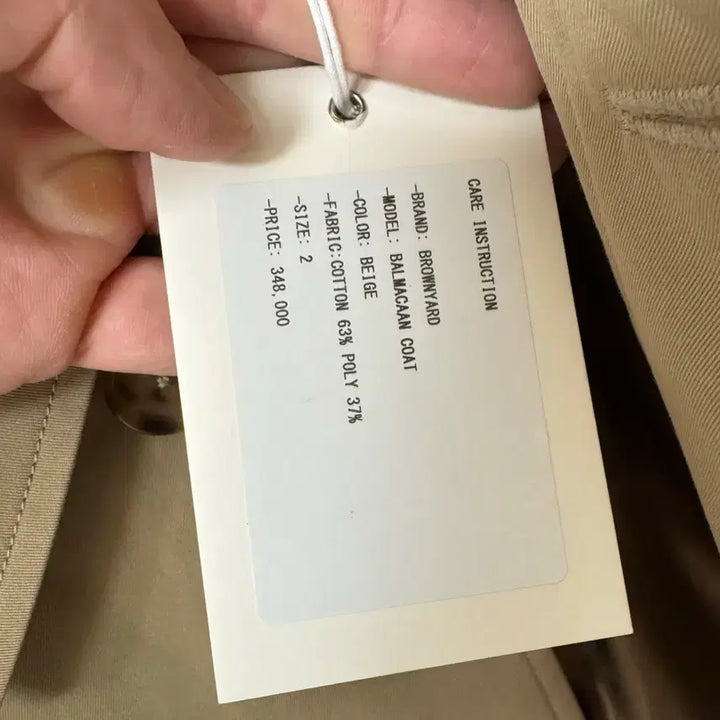 CARE INSTRUCTION
-BRAND: BROWNYARD
-MODEL: BALMACAAN COAT
-COLOR: BEIGE
-FABRIC:COTTON 63% POLY 37%
-SIZE: 2
-PRICE: 348,000